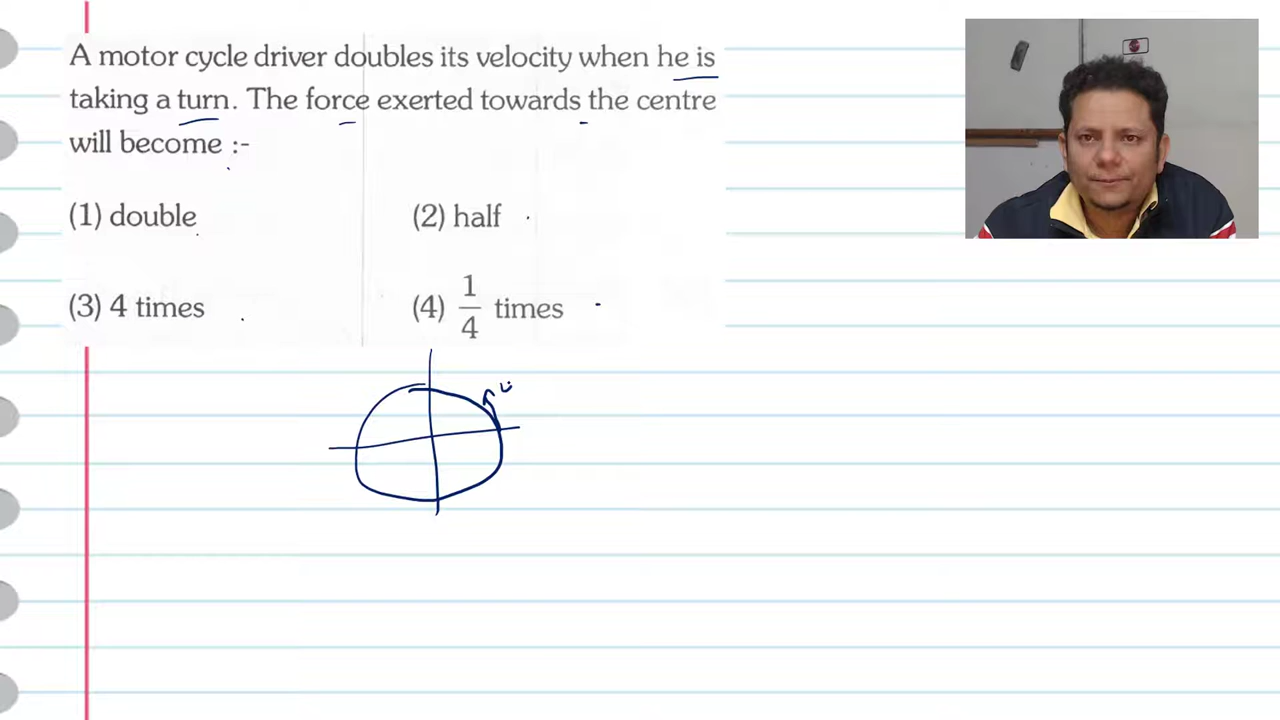 A motor cycle driver doubles its velocity when he is
taking a turn. The force exerted towards the centre
will become :-
(1) double
(2) half
(3) 4 times
(4) 1/4 times